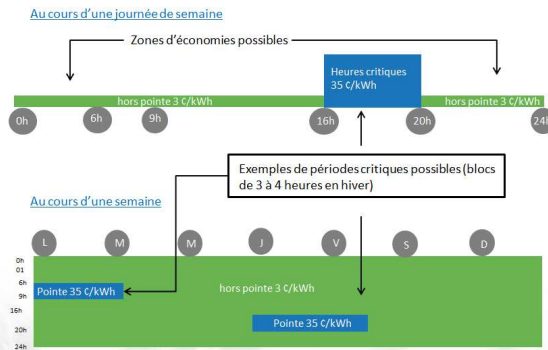 Au cours d'une journée de semaine
Zones d'économies possibles
Heures critiques
35 ₵/kWh
hors pointe 3 ₵/kWh
hors pointe 3 ₵/kWh
0h
6h
9h
16h
20h
24h
Exemples de périodes critiques possibles (blocs
de 3 à 4 heures en hiver)
Au cours d'une semaine
L
M
M
J
V
S
D
0h
01
6h
9h
16h
20h
24h
Pointe 35 ₵/kWh
hors pointe 3 ₵/kWh
Pointe 35 ₵/kWh